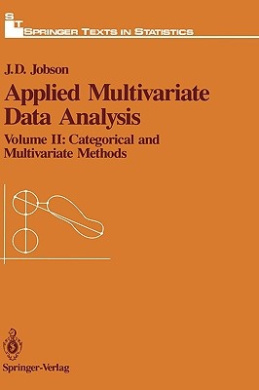 S
T SPRINGER TEXTS IN STATISTICS
J.D. Jobson
Applied Multivariate
Data Analysis
Volume II: Categorical and
Multivariate Methods
Springer-Verlag